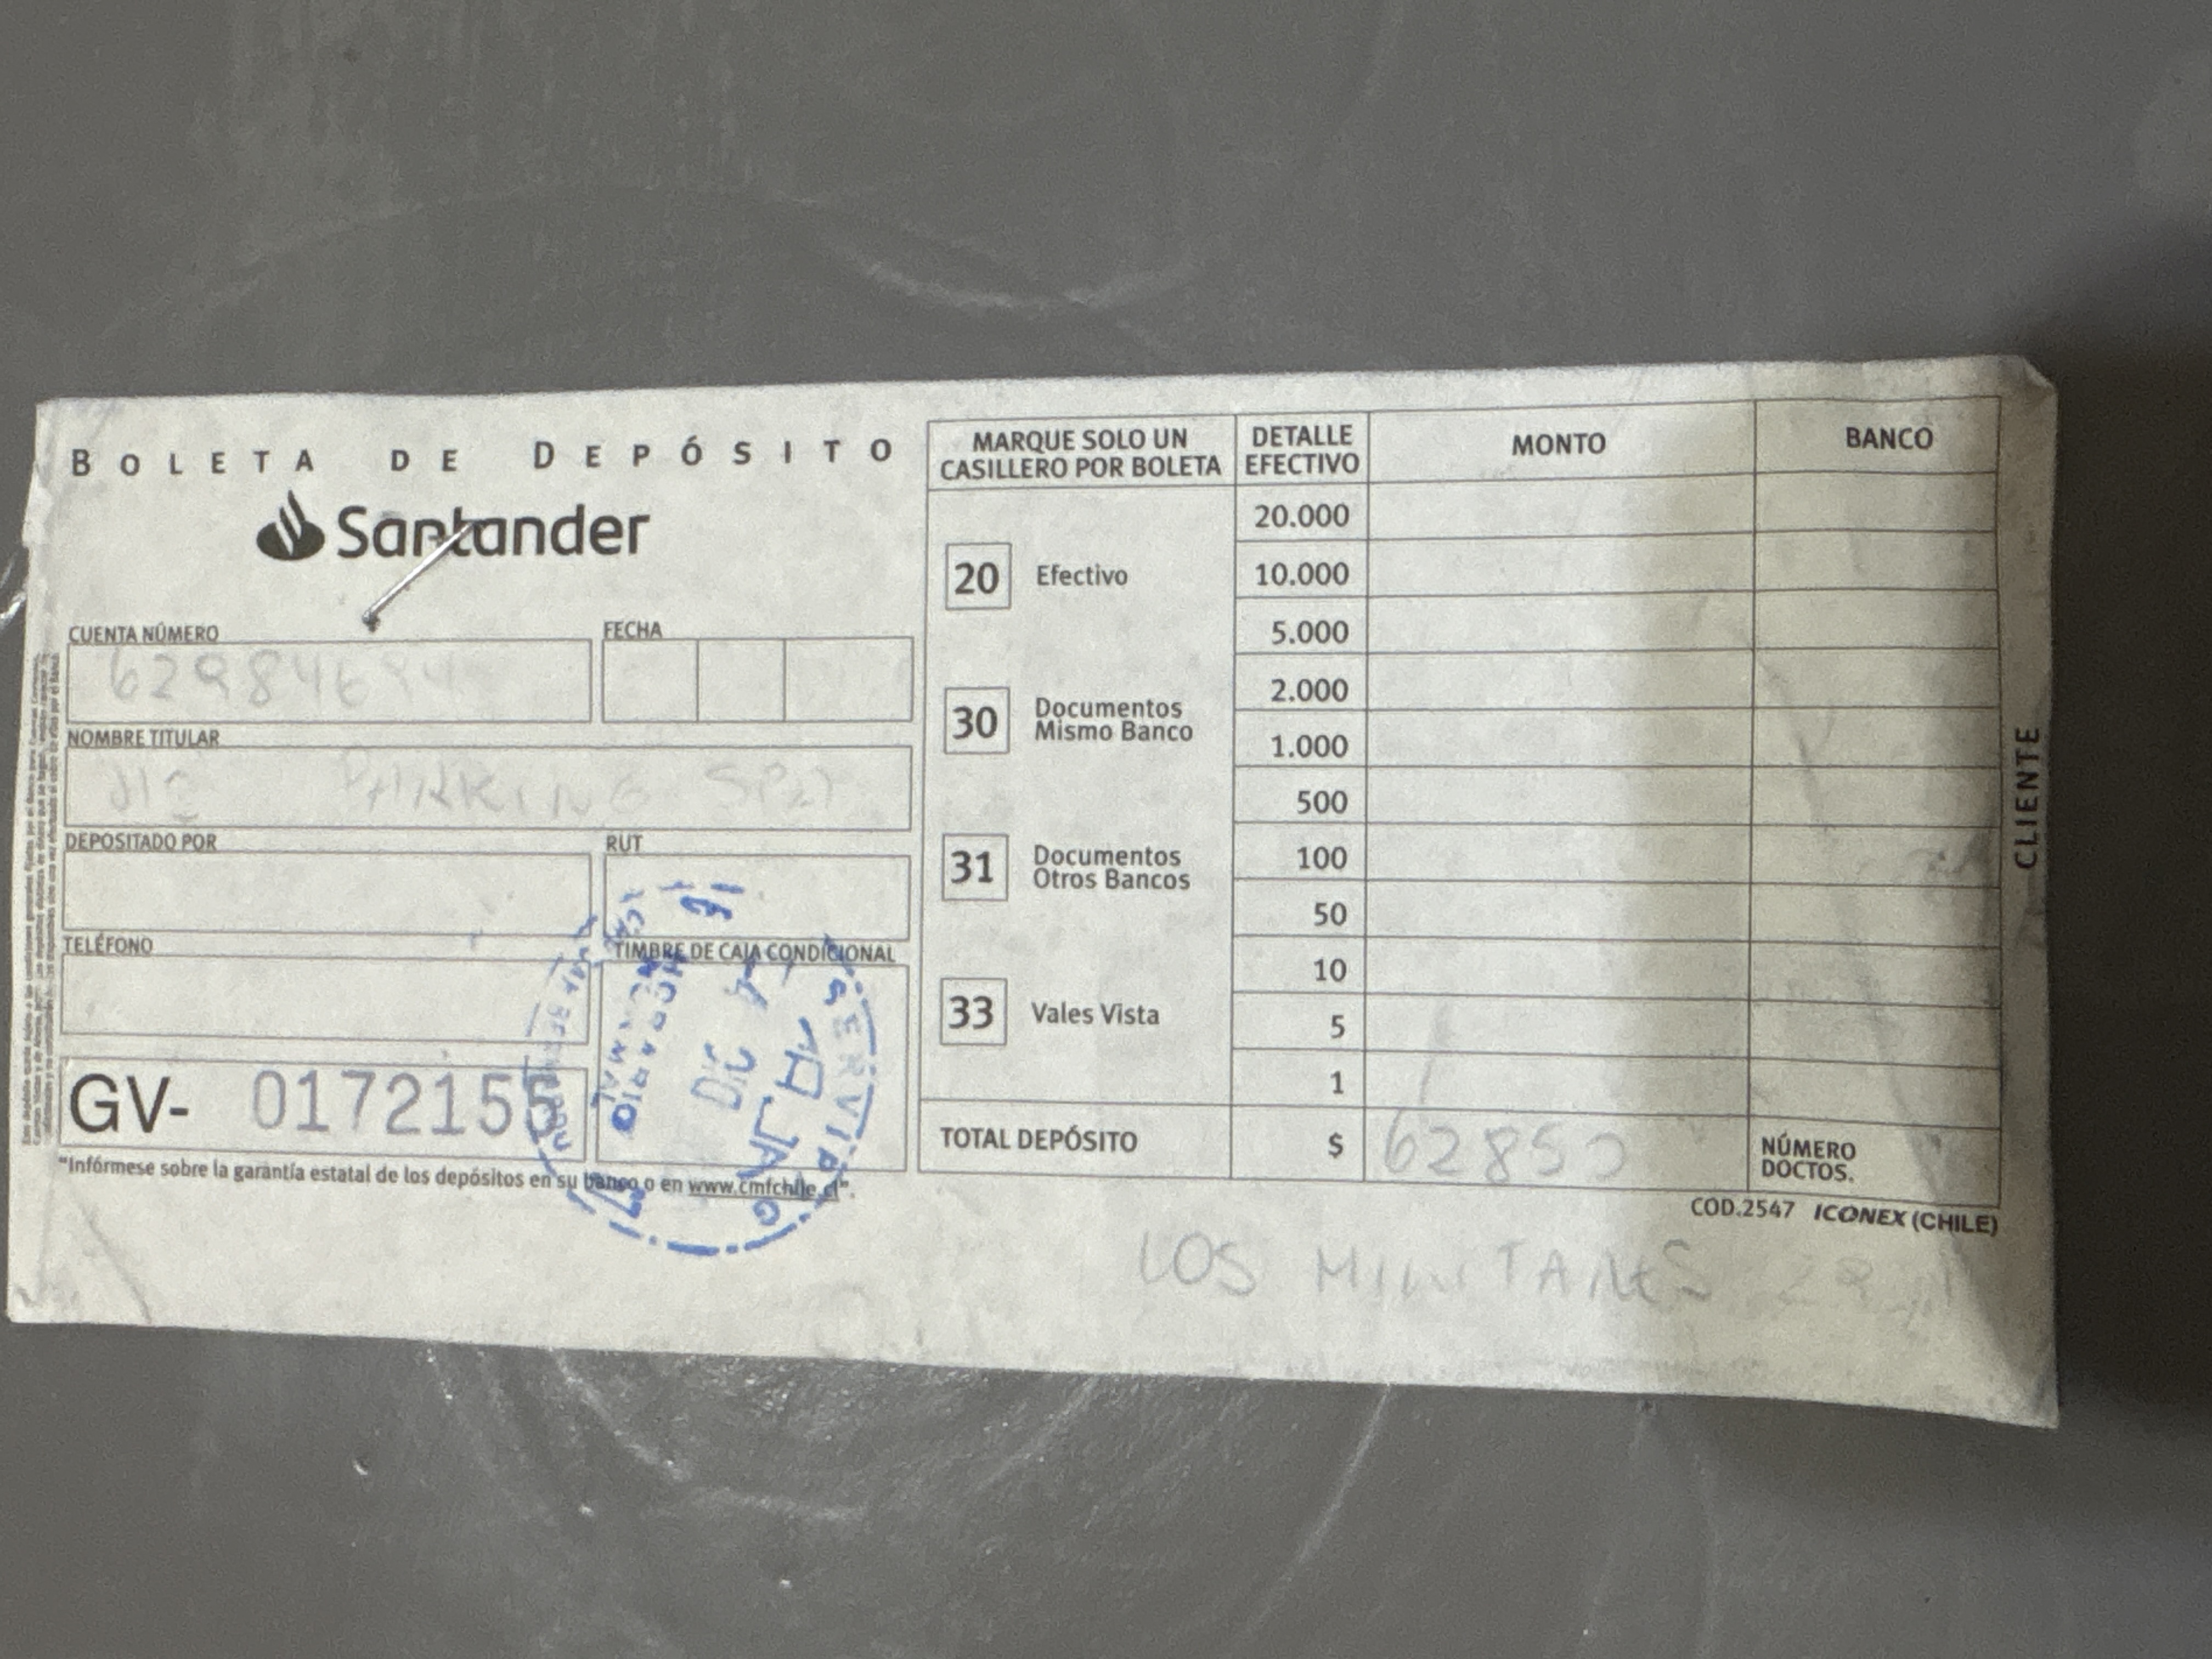 BOLETA DE DEPÓSITO
Santander
CUENTA NÚMERO
FECHA
NOMBRE TITULAR
PARKING SPA
DEPOSITADO POR
RUT
TELÉFONO
TIMBRE DE CAJA CONDICIONAL
GV- 0172155
"Infórmese sobre la garantía estatal de los depósitos en su banco o en www.cmfchile.cl".
MARQUE SOLO UN
CASILLERO POR BOLETA
20 Efectivo
30 Documentos
Mismo Banco
31 Documentos
Otros Bancos
33 Vales Vista
DETALLE
EFECTIVO
MONTO
BANCO
20.000
10.000
5.000
2.000
1.000
500
100
50
10
5
1
TOTAL DEPÓSITO $ 62850
NÚMERO
DOCTOS.
COD.2547 ICONEX (CHILE)
CLIENTE
LOS
HORARIO
NORMAL
DIC
SERVIPAG